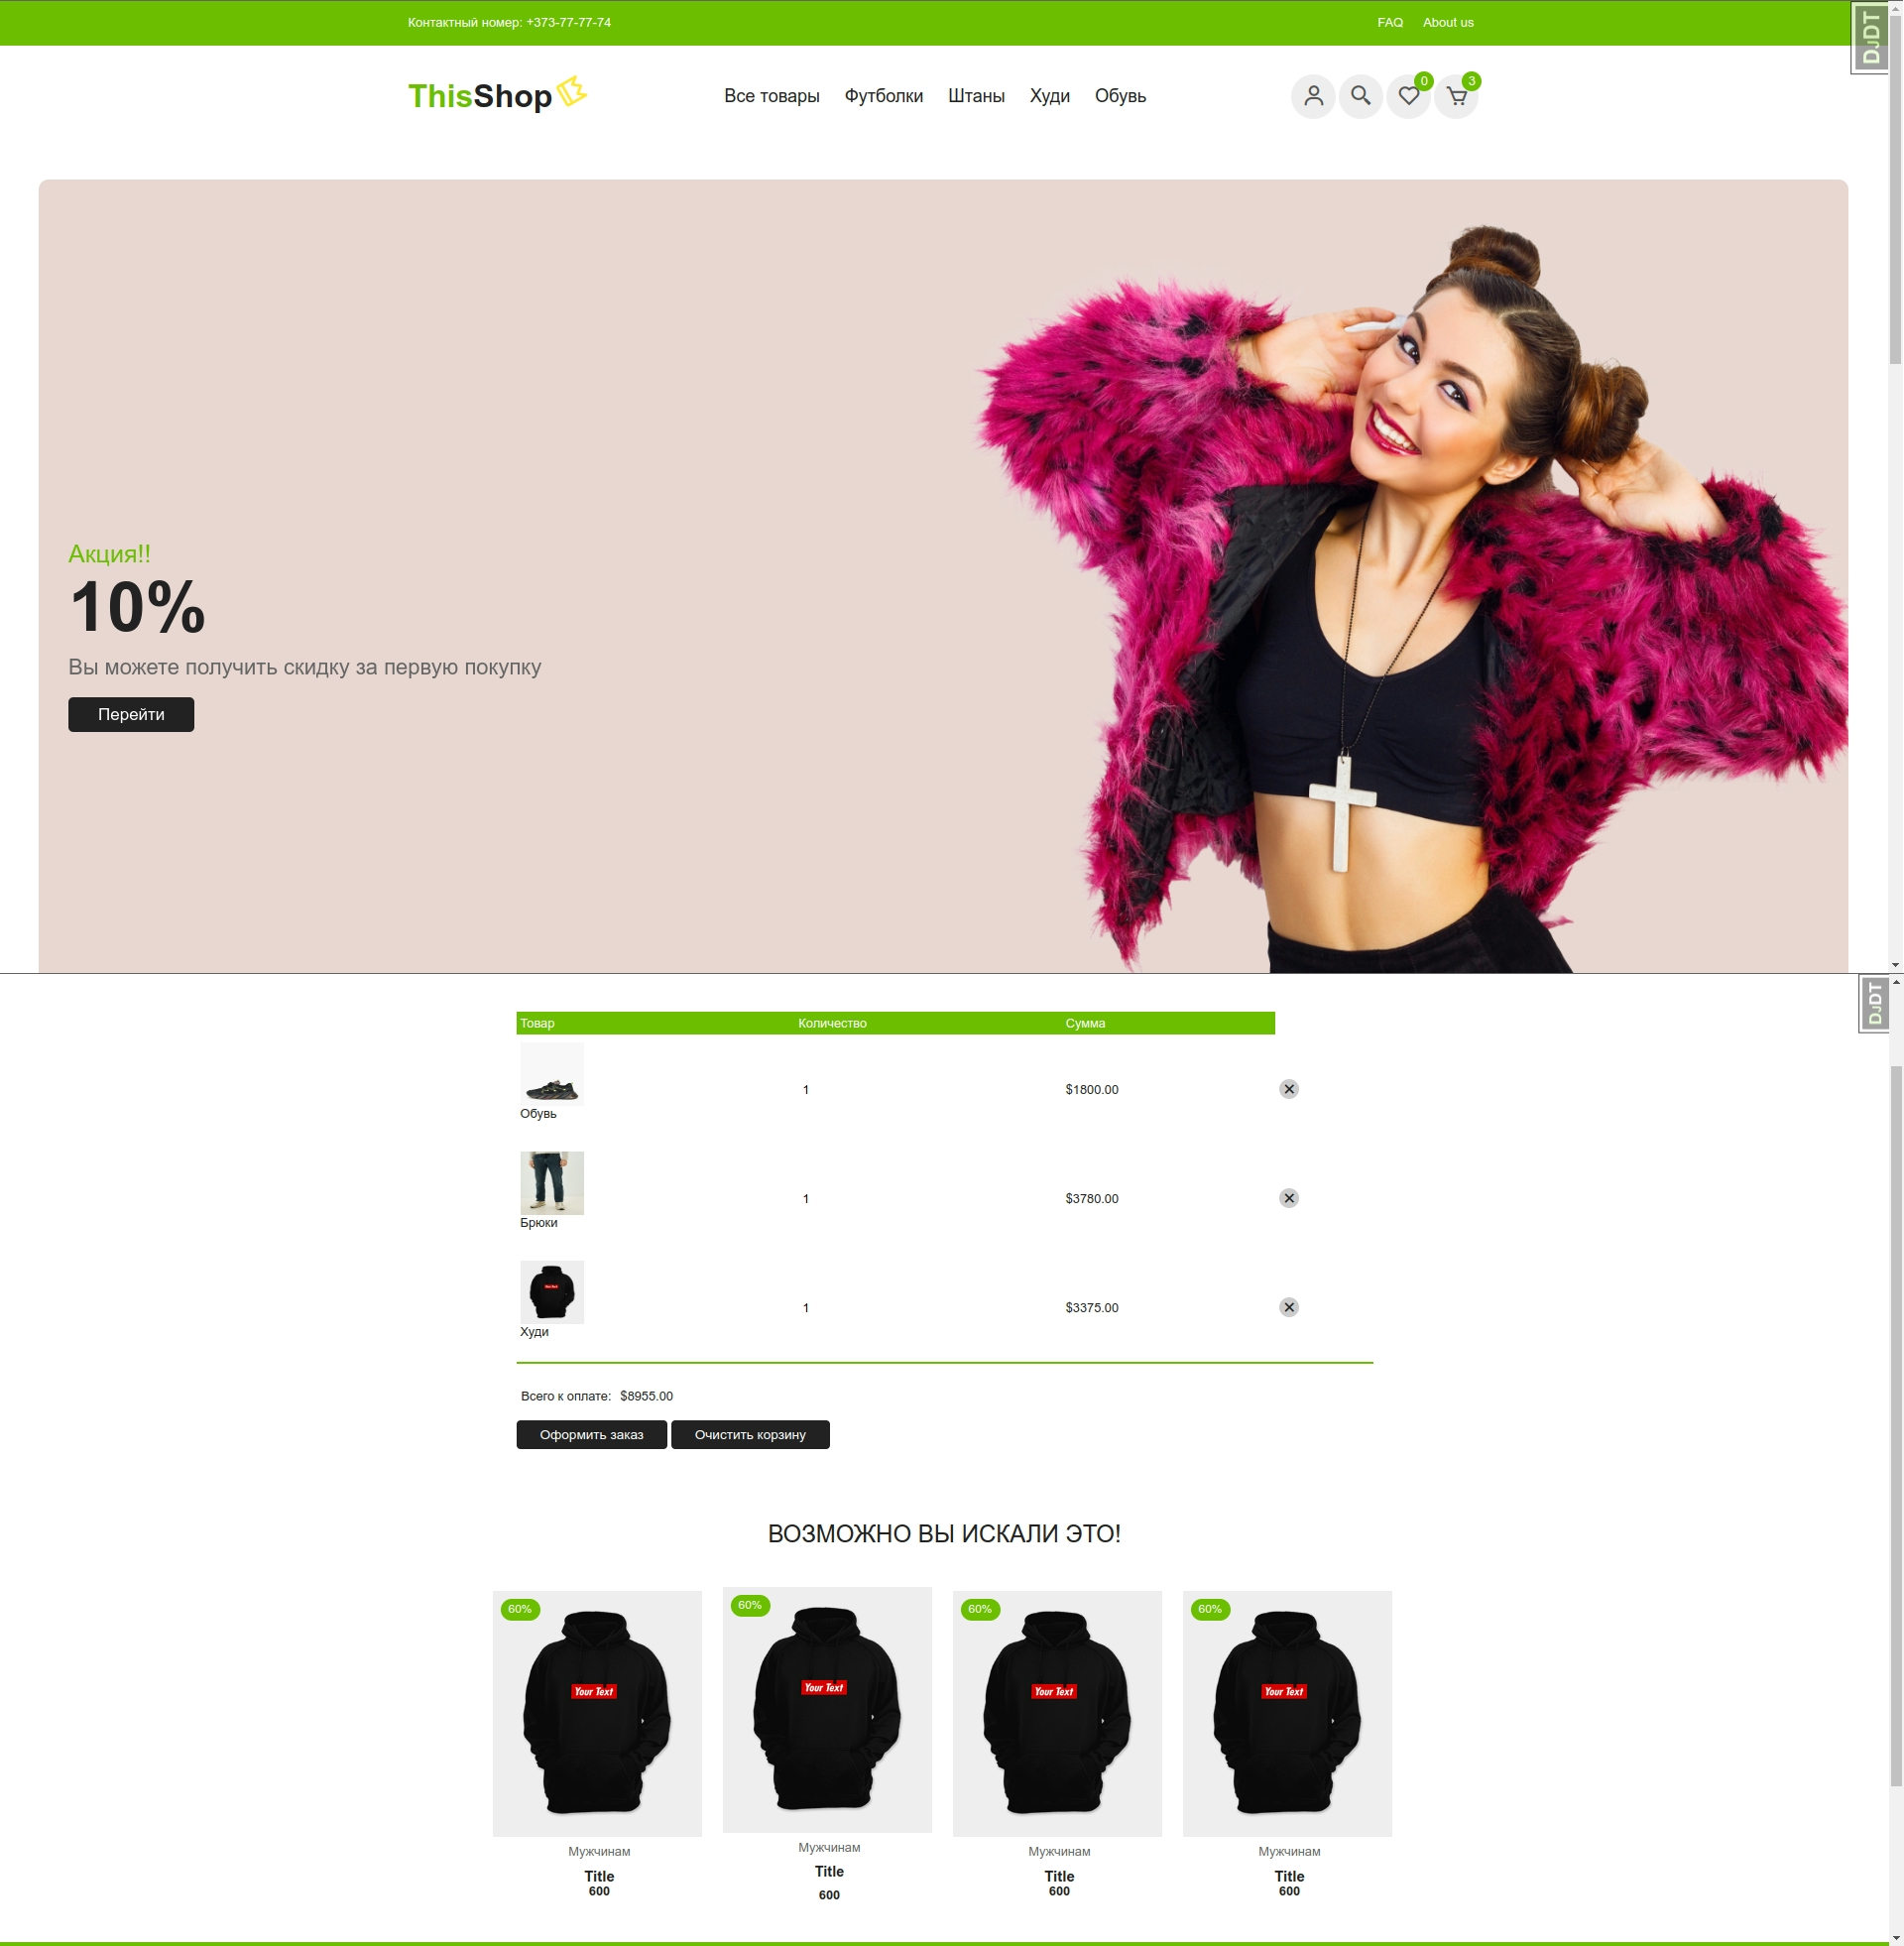 Контактный номер: +373-77-77-74
FAQ About us
DJDT
ThisShop
Все товары Футболки Штаны Худи Обувь
0 3
Акция!!
10%
Вы можете получить скидку за первую покупку
Перейти
DJDT
Товар Количество Сумма
Обувь 1 $1800.00
Брюки 1 $3780.00
Худи 1 $3375.00
Всего к оплате: $8955.00
Оформить заказ Очистить корзину
ВОЗМОЖНО ВЫ ИСКАЛИ ЭТО!
60% 60% 60% 60%
Your Text Your Text Your Text Your Text
Мужчинам Мужчинам Мужчинам Мужчинам
Title Title Title Title
600 600 600 600